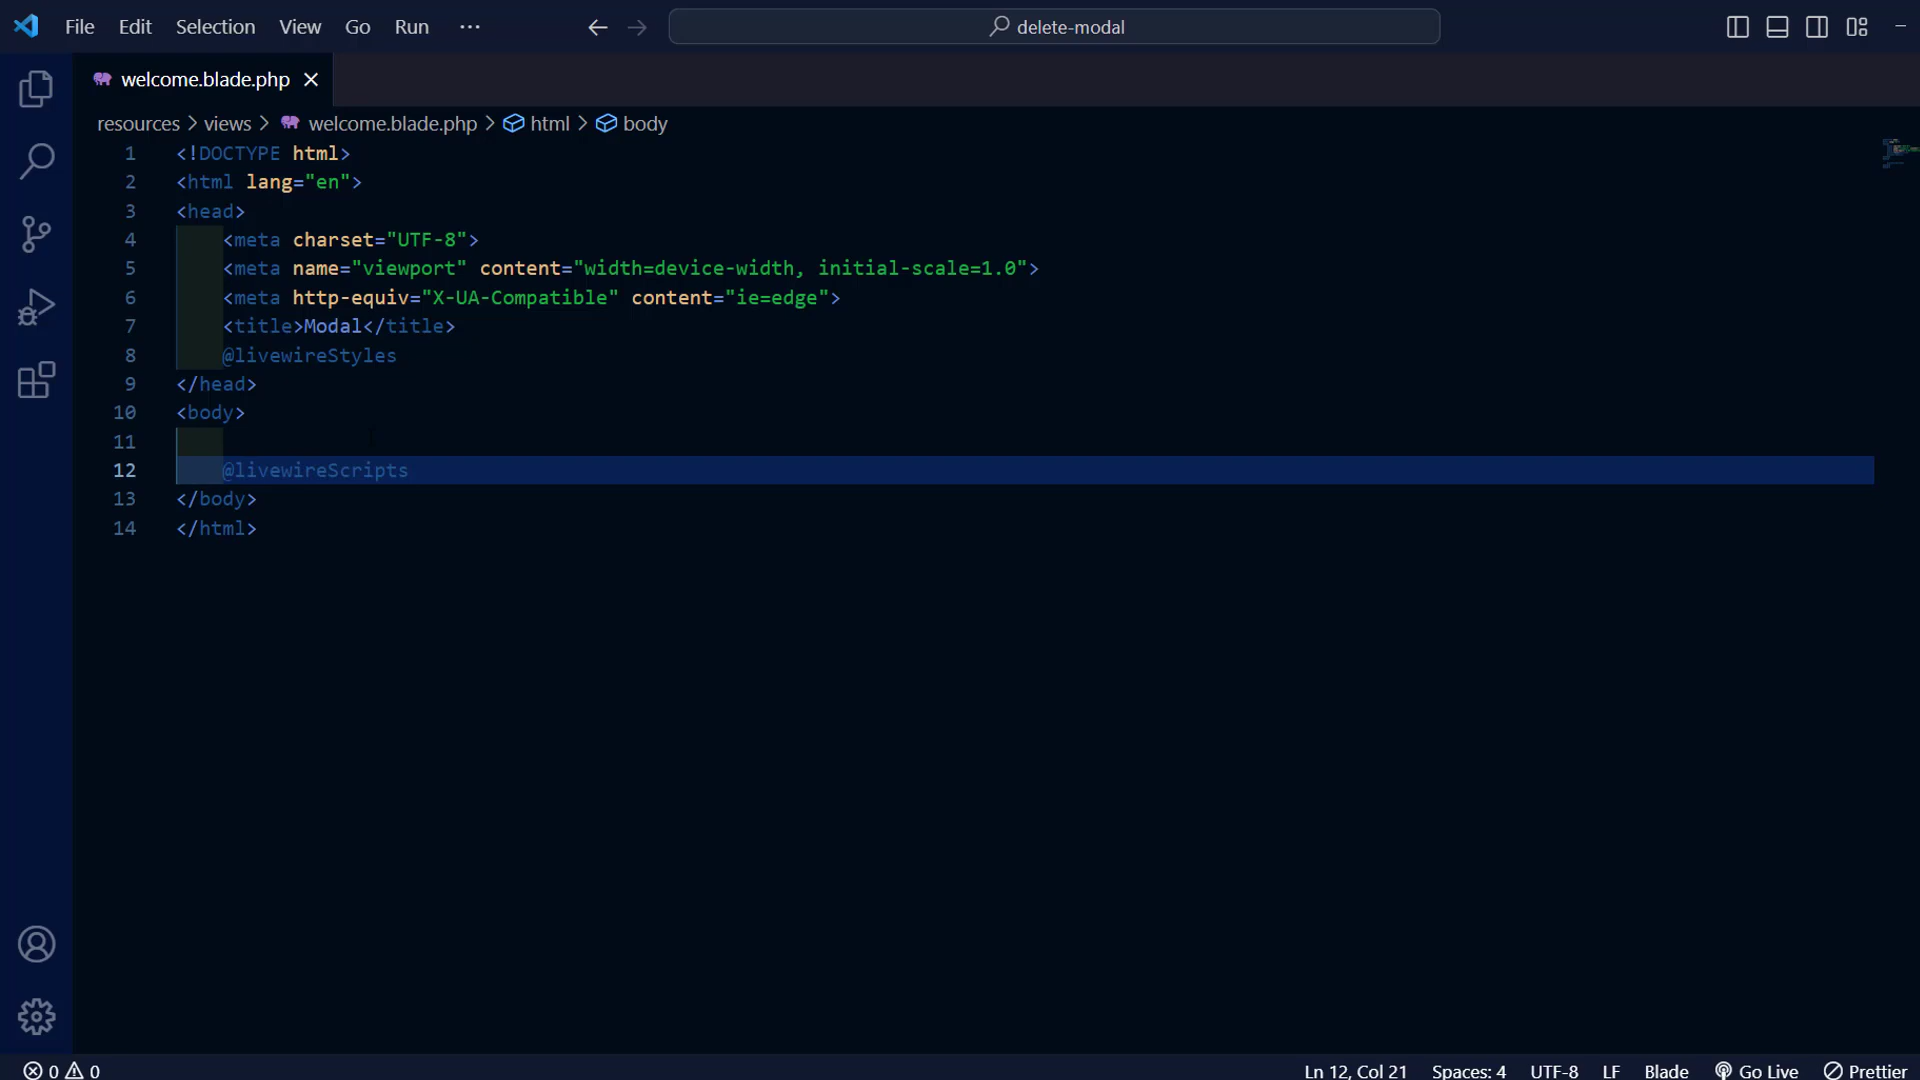 File Edit Selection View Go Run ··· delete-modal
welcome.blade.php
resources > views > welcome.blade.php > html > body
1 <!DOCTYPE html>
2 <html lang="en">
3 <head>
4     <meta charset="UTF-8">
5     <meta name="viewport" content="width=device-width, initial-scale=1.0">
6     <meta http-equiv="X-UA-Compatible" content="ie=edge">
7     <title>Modal</title>
8     @livewireStyles
9 </head>
10 <body>
11
12     @livewireScripts
13 </body>
14 </html>
0 0 Ln 12, Col 21 Spaces: 4 UTF-8 LF Blade Go Live Prettier